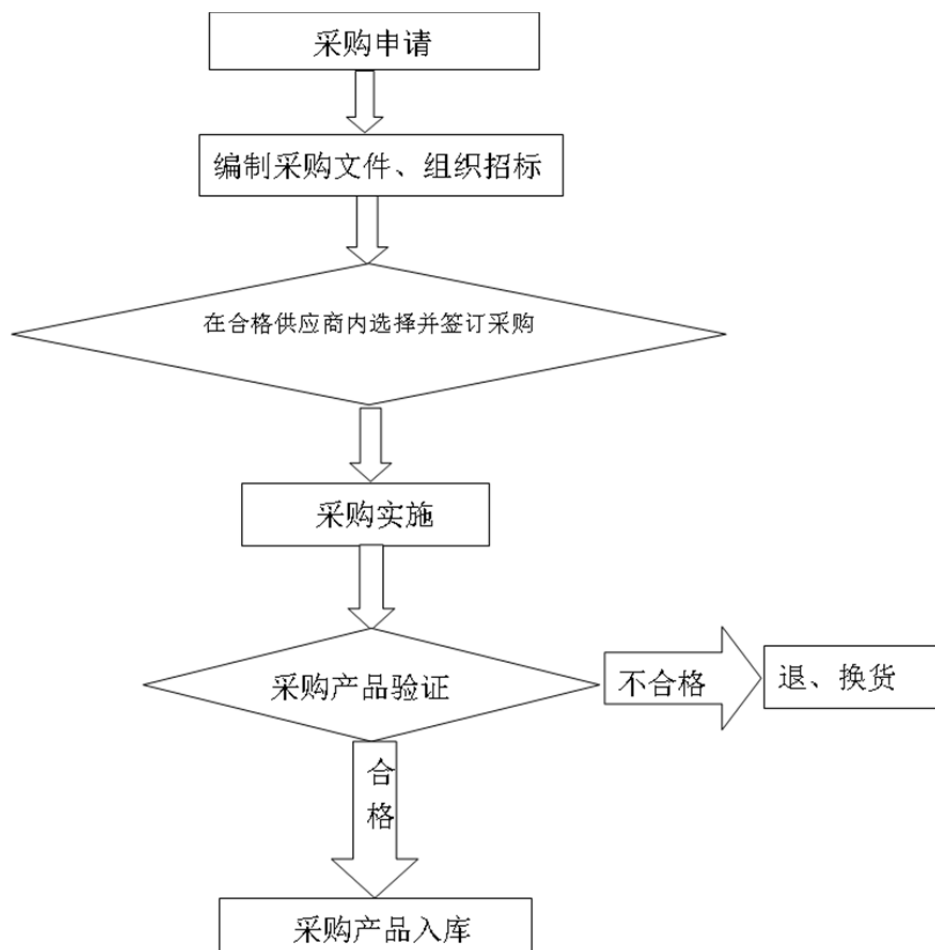 采购申请
编制采购文件、组织招标
在合格供应商内选择并签订采购
采购实施
采购产品验证
不合格
退、换货
合
格
采购产品入库